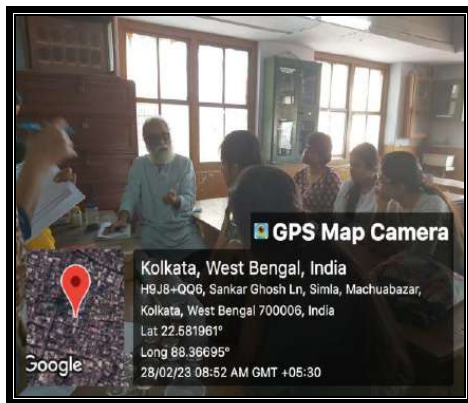 GPS Map Camera
Kolkata, West Bengal, India
H9J8+QQ6, Sankar Ghosh Ln, Simla, Machuabazar,
Kolkata, West Bengal 700006, India
Lat 22.581961°
Long 88.36695°
28/02/23 08:52 AM GMT +05:30
Google